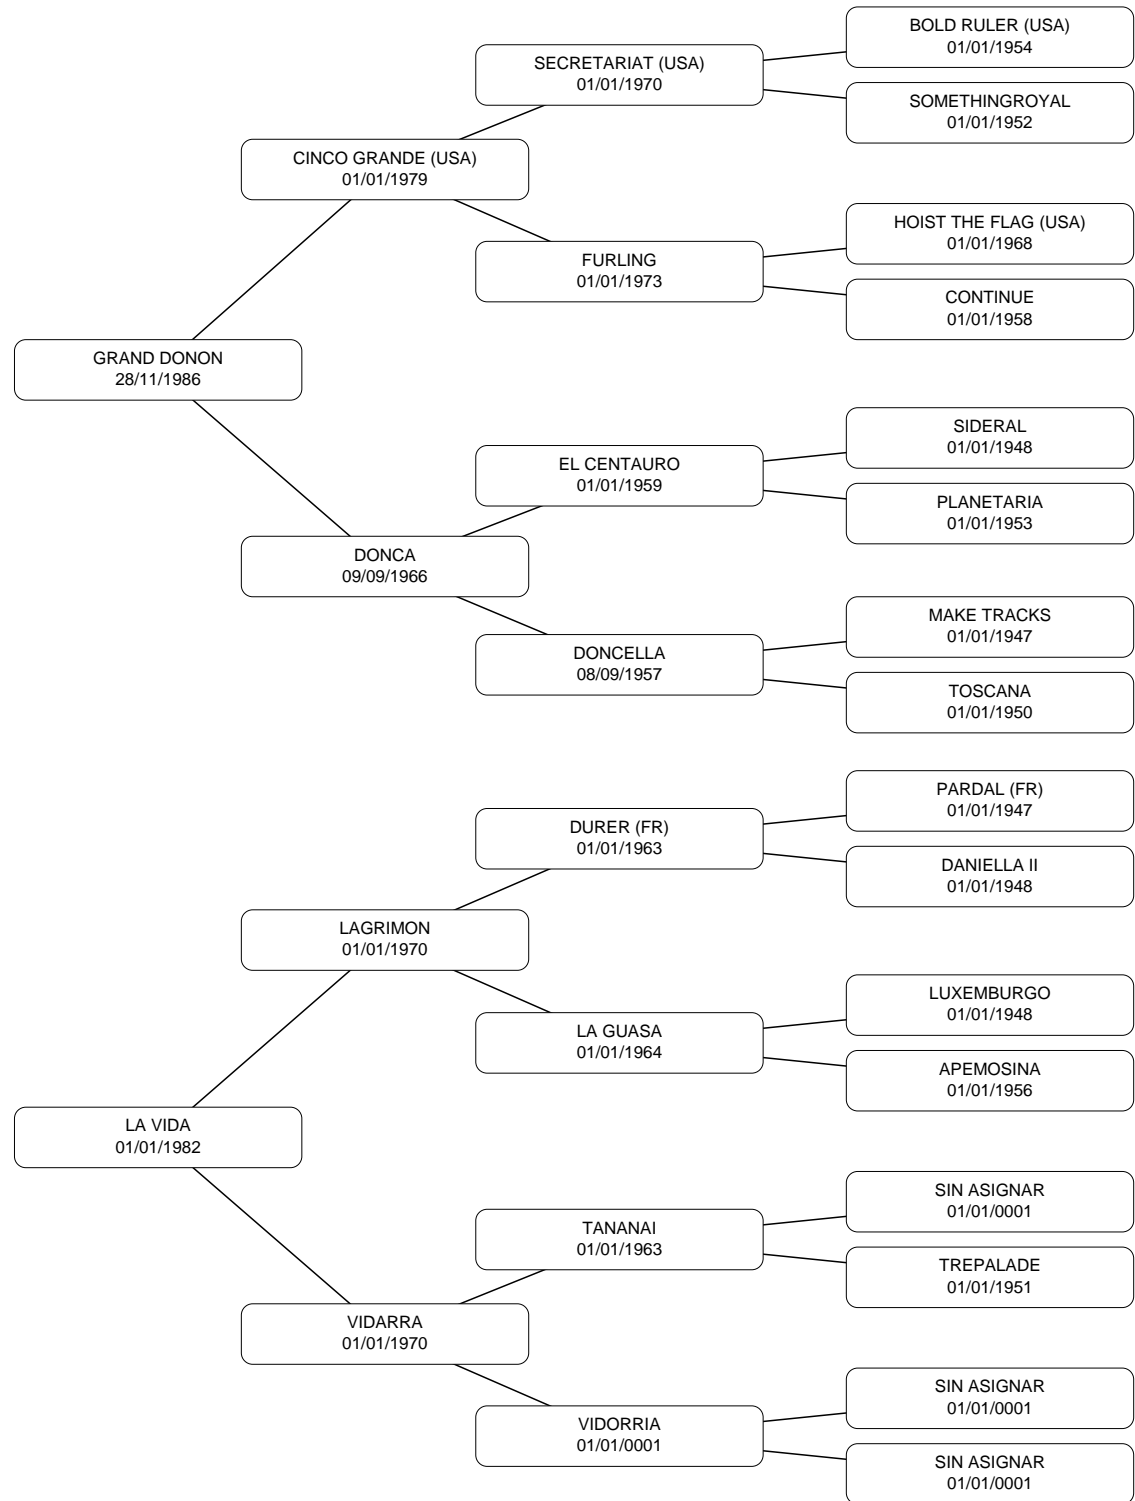 BOLD RULER (USA)
01/01/1954
SECRETARIAT (USA)
01/01/1970
SOMETHINGROYAL
01/01/1952
CINCO GRANDE (USA)
01/01/1979
HOIST THE FLAG (USA)
01/01/1968
FURLING
01/01/1973
CONTINUE
01/01/1958
GRAND DONON
28/11/1986
SIDERAL
01/01/1948
EL CENTAURO
01/01/1959
PLANETARIA
01/01/1953
DONCA
09/09/1966
MAKE TRACKS
01/01/1947
DONCELLA
08/09/1957
TOSCANA
01/01/1950
PARDAL (FR)
01/01/1947
DURER (FR)
01/01/1963
DANIELLA II
01/01/1948
LAGRIMON
01/01/1970
LUXEMBURGO
01/01/1948
LA GUASA
01/01/1964
APEMOSINA
01/01/1956
LA VIDA
01/01/1982
SIN ASIGNAR
01/01/0001
TANANAI
01/01/1963
TREPALADE
01/01/1951
VIDARRA
01/01/1970
SIN ASIGNAR
01/01/0001
VIDORRIA
01/01/0001
SIN ASIGNAR
01/01/0001